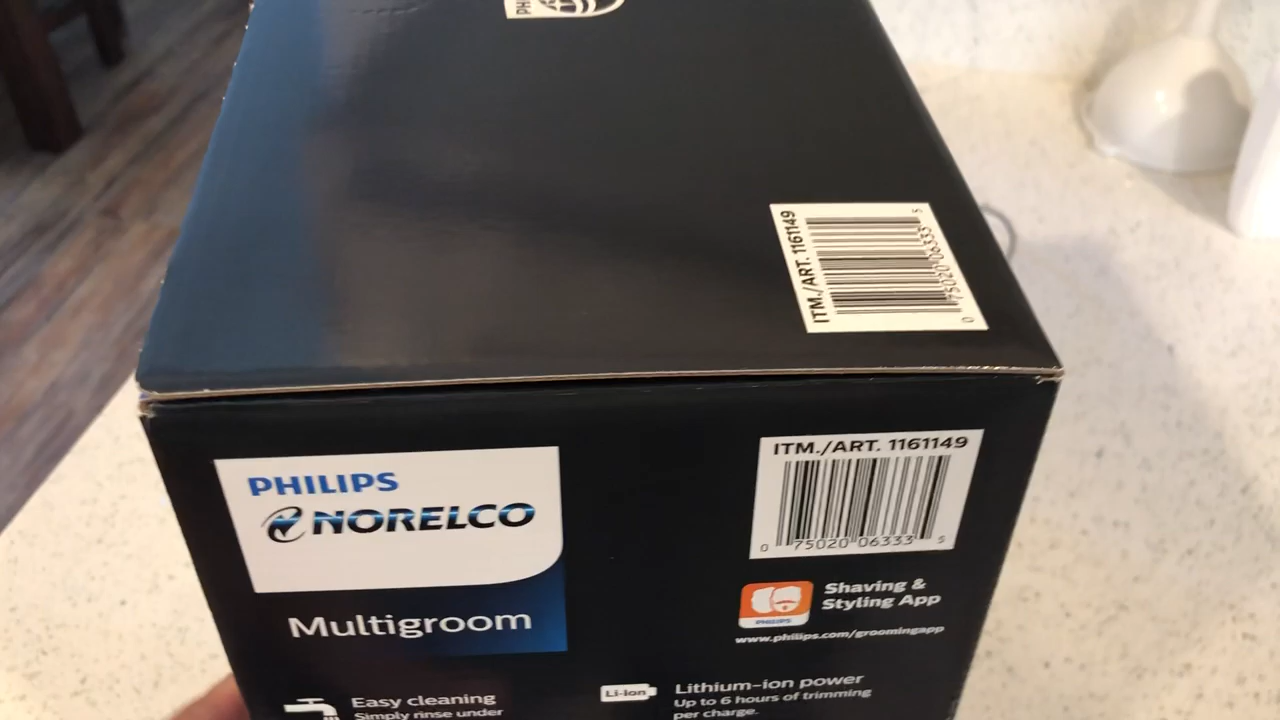 PH
ITM./ART. 1161149
0 75020 06333 5
PHILIPS
NORELCO
Multigroom
ITM./ART. 1161149
0 75020 06333 5
PHILIPS
Shaving &
Styling App
www.philips.com/groomingapp
Easy cleaning
Simply rinse under
Li-ion
Lithium-ion power
Up to 6 hours of trimming
per charge.